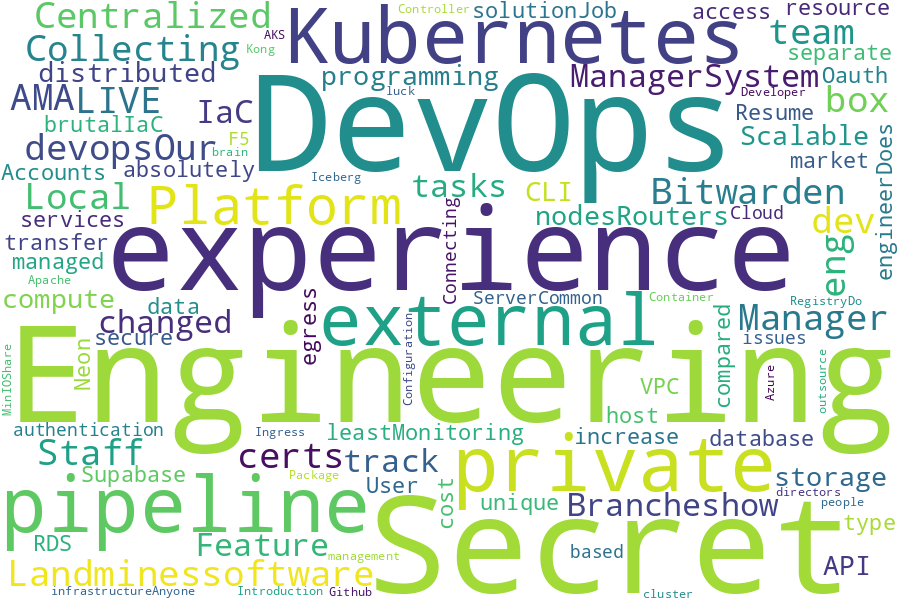 Centralized
Kubernetes
solutionJob
Controller
access
resource
AKS
Kong
Collecting
team
separate
distributed
programming
luck
ManagerSystem
Oauth
AMALIVE
IaC
DevOps
Developer
Resume
box
brutalIaC
F5
brain
Scalable
devopsOur
absolutely
market
Accounts
Iceberg
tasks
CLI
Bitwarden
engineerDoes
Local
Platform
nodesRouters
Cloud
dev
services
transfer
experience
Connecting
eng
managed
Apache
compute
data
egress
external
ServerCommon
Container
RegistryDo
changed
Manager
secure
compared
issues
Neon
MinIOShare
Configuration
Engineering
VPC
Azure
outsource
host
authentication
Ingress
leastMonitoring
increase
database
Staff
certs
track
private
storage
Supabase
Package
User
directors
pipeline
Secret
cost
unique
Brancheshow
people
type
RDS
Feature
management
based
API
Landminessoftware
infrastructureAnyone
Introduction
Github
cluster